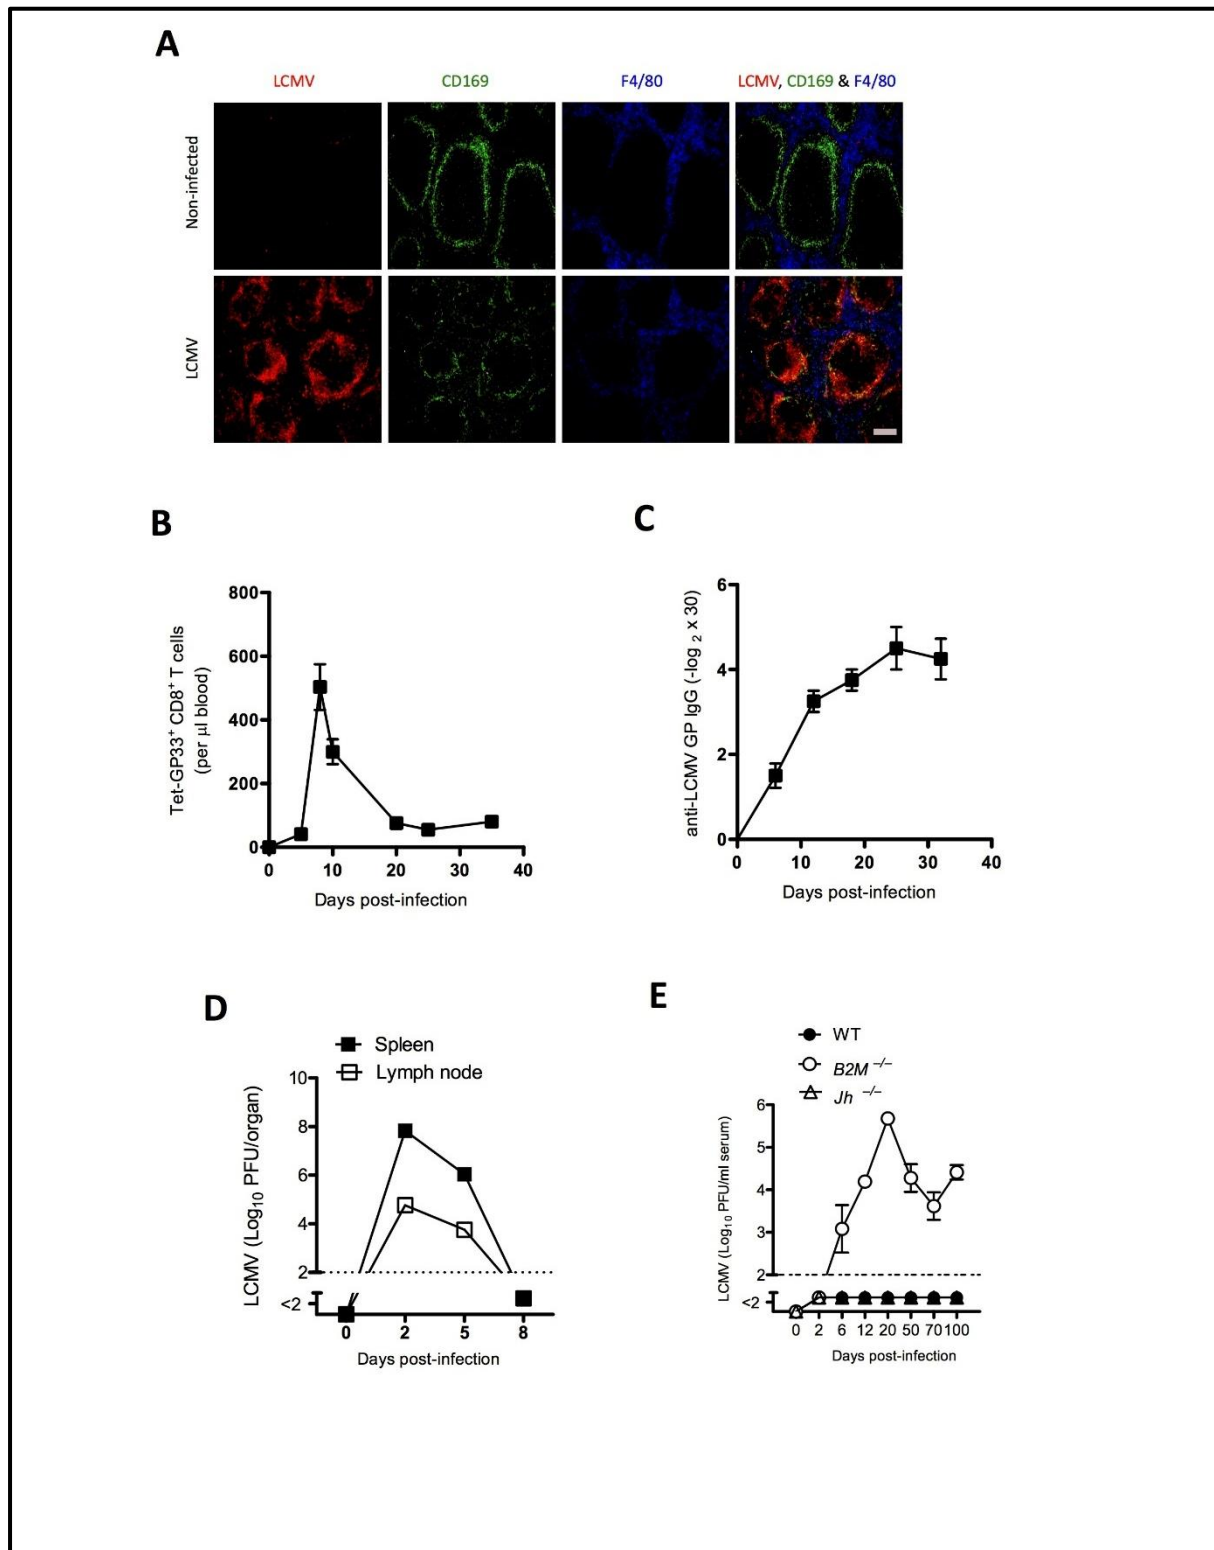 A
LCMV CD169 F4/80 LCMV, CD169 & F4/80
Non-infected
LCMV
B
Tet-GP33⁺ CD8⁺ T cells
(per µl blood)
800
600
400
200
0
0 10 20 30 40
Days post-infection
C
anti-LCMV GP IgG (-log ₂ x 30)
6
4
2
0
0 10 20 30 40
Days post-infection
D
Spleen
Lymph node
LCMV (Log₁₀ PFU/organ)
10
8
6
4
2
<2
0 2 5 8
Days post-infection
E
WT
B2M ⁻/⁻
Jh ⁻/⁻
LCMV (Log₁₀ PFU/ml serum)
6
5
4
3
2
<2
0 2 6 12 20 50 70 100
Days post-infection